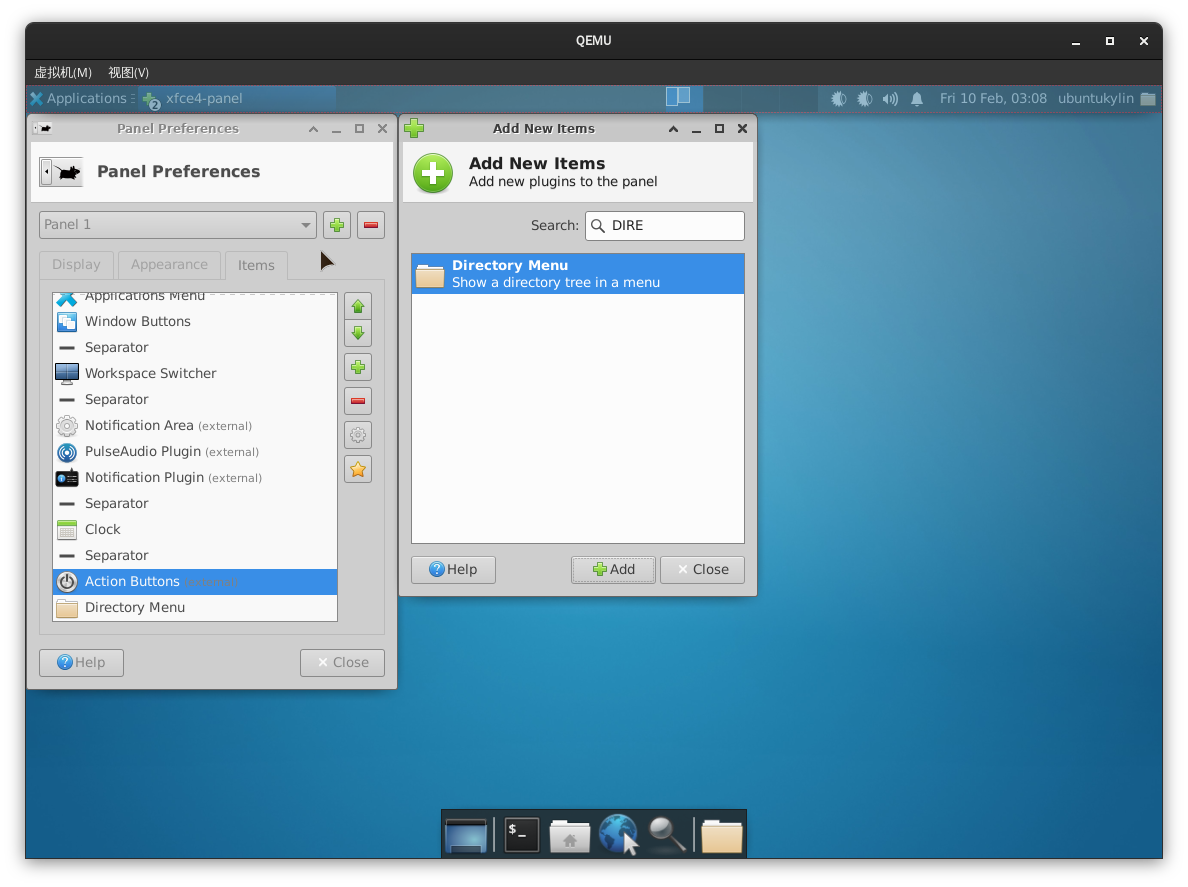 QEMU
虚拟机(M) 视图(V)
Applications xfce4-panel Fri 10 Feb, 03:08 ubuntukylin
2
Panel Preferences
Panel Preferences
Panel 1
Display Appearance Items
Applications Menu
Window Buttons
Separator
Workspace Switcher
Separator
Notification Area (external)
PulseAudio Plugin (external)
Notification Plugin (external)
Separator
Clock
Separator
Action Buttons (external)
Directory Menu
Help Close
Add New Items
Add New Items
Add new plugins to the panel
Search: DIRE
Directory Menu
Show a directory tree in a menu
Help Add Close
$_